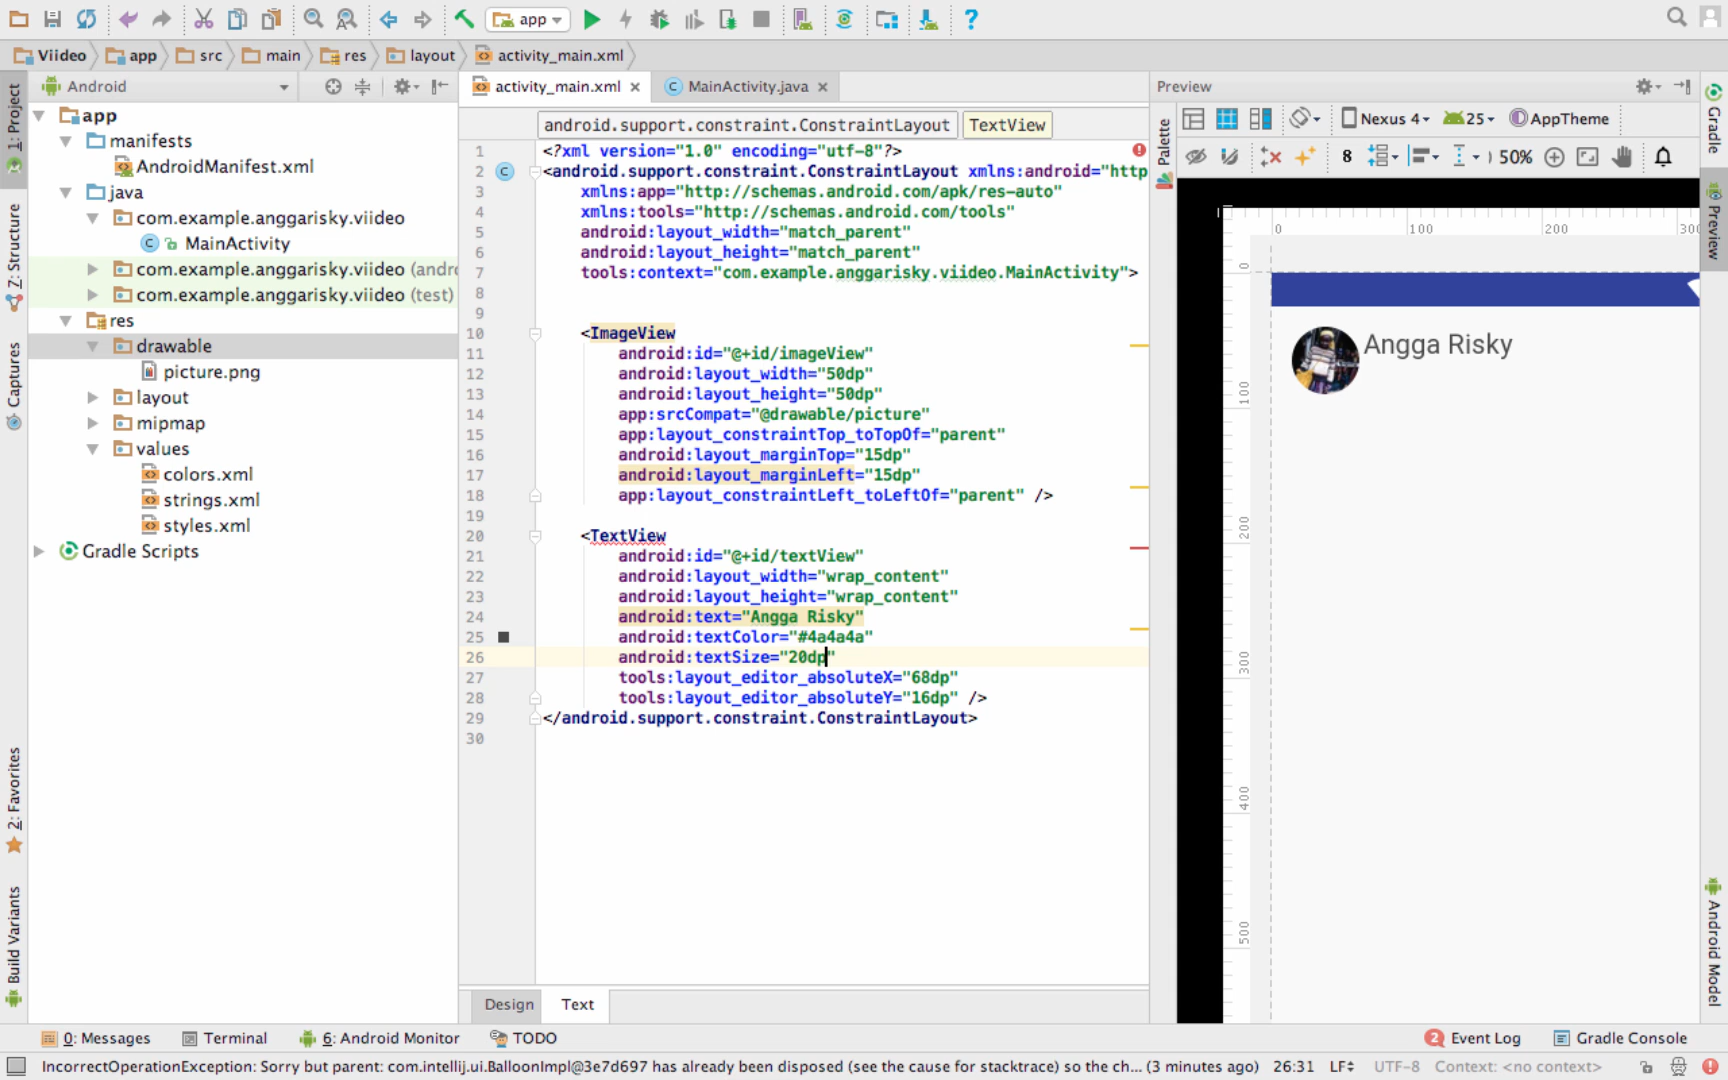 app
Viideo
app
src
main
res
layout
activity_main.xml
1: Project
Z: Structure
Captures
2: Favorites
Build Variants
Android
app
manifests
AndroidManifest.xml
java
com.example.anggarisky.viideo
MainActivity
com.example.anggarisky.viideo (andro
com.example.anggarisky.viideo (test)
res
drawable
picture.png
layout
mipmap
values
colors.xml
strings.xml
styles.xml
Gradle Scripts
activity_main.xml
MainActivity.java
android.support.constraint.ConstraintLayout
TextView
1 <?xml version="1.0" encoding="utf-8"?>
2 <android.support.constraint.ConstraintLayout xmlns:android="http
3 xmlns:app="http://schemas.android.com/apk/res-auto"
4 xmlns:tools="http://schemas.android.com/tools"
5 android:layout_width="match_parent"
6 android:layout_height="match_parent"
7 tools:context="com.example.anggarisky.viideo.MainActivity">
8
9
10 <ImageView
11 android:id="@+id/imageView"
12 android:layout_width="50dp"
13 android:layout_height="50dp"
14 app:srcCompat="@drawable/picture"
15 app:layout_constraintTop_toTopOf="parent"
16 android:layout_marginTop="15dp"
17 android:layout_marginLeft="15dp"
18 app:layout_constraintLeft_toLeftOf="parent" />
19
20 <TextView
21 android:id="@+id/textView"
22 android:layout_width="wrap_content"
23 android:layout_height="wrap_content"
24 android:text="Angga Risky"
25 android:textColor="#4a4a4a"
26 android:textSize="20dp"
27 tools:layout_editor_absoluteX="68dp"
28 tools:layout_editor_absoluteY="16dp" />
29 </android.support.constraint.ConstraintLayout>
30
Design
Text
Preview
Palette
Nexus 4
25
AppTheme
8
50%
0
100
200
300
0
100
200
300
400
500
Angga Risky
Gradle
Preview
Android Model
0: Messages
Terminal
6: Android Monitor
TODO
2 Event Log
Gradle Console
IncorrectOperationException: Sorry but parent: com.intellij.ui.BalloonImpl@3e7d697 has already been disposed (see the cause for stacktrace) so the ch... (3 minutes ago)
26:31
LF
UTF-8
Context: <no context>